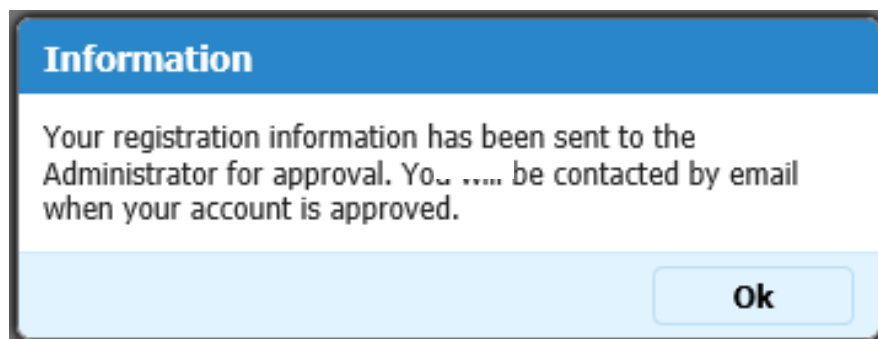 Information
Your registration information has been sent to the
Administrator for approval. be contacted by email
when your account is approved.
Ok